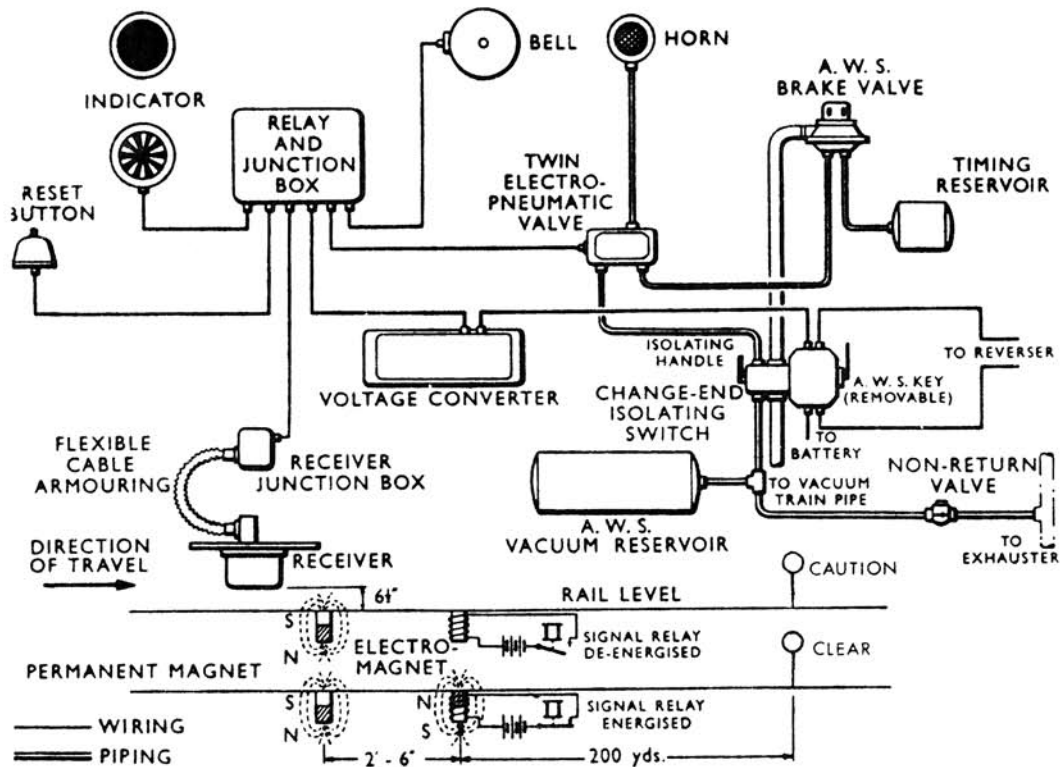 INDICATOR
BELL
HORN
A. W. S.
BRAKE VALVE
RELAY
AND
JUNCTION
BOX
TWIN
ELECTRO-
PNEUMATIC
VALVE
TIMING
RESERVOIR
RESET
BUTTON
ISOLATING
HANDLE
TO REVERSER
VOLTAGE CONVERTER
CHANGE-END
ISOLATING
SWITCH
A. W. S. KEY
(REMOVABLE)
TO
BATTERY
FLEXIBLE
CABLE
ARMOURING
RECEIVER
JUNCTION BOX
NON-RETURN
VALVE
TO VACUUM
TRAIN PIPE
A. W. S.
VACUUM RESERVOIR
TO
EXHAUSTER
DIRECTION
OF TRAVEL
RECEIVER
RAIL LEVEL
CAUTION
S
N
ELECTRO-
MAGNET
SIGNAL RELAY
DE-ENERGISED
CLEAR
PERMANENT MAGNET
S
N
N
S
SIGNAL RELAY
ENERGISED
WIRING
PIPING
2' - 6"
200 yds.